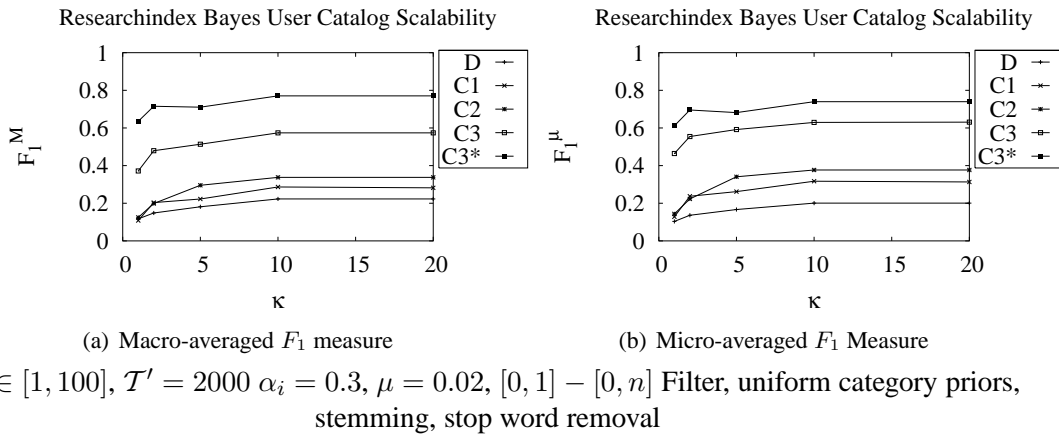 Researchindex Bayes User Catalog Scalability
1
0.8
0.6
0.4
0.2
0
F₁ᴹ
0 5 10 15 20
κ
D
C1
C2
C3
C3*
(a) Macro-averaged F₁ measure
Researchindex Bayes User Catalog Scalability
1
0.8
0.6
0.4
0.2
0
F₁ᵘ
0 5 10 15 20
κ
D
C1
C2
C3
C3*
(b) Micro-averaged F₁ Measure
∈ [1, 100], 𝒯′ = 2000 αᵢ = 0.3, μ = 0.02, [0, 1] − [0, n] Filter, uniform category priors,
stemming, stop word removal